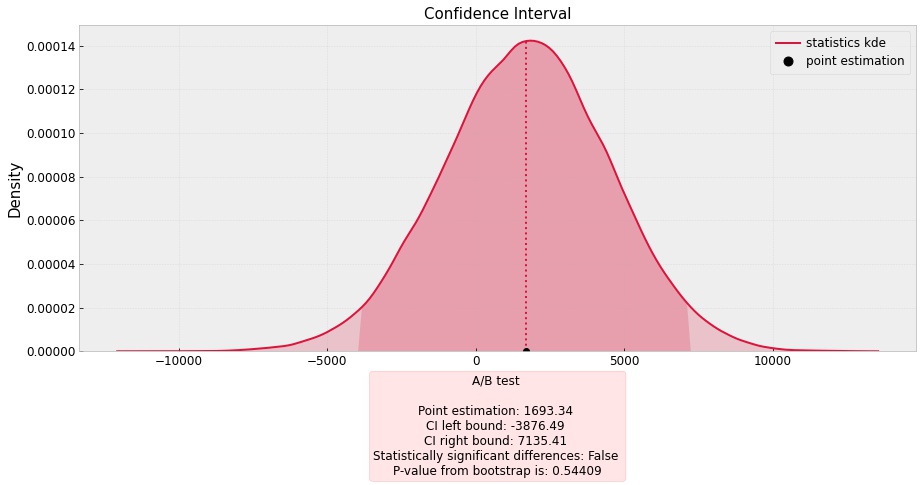 Confidence Interval
statistics kde
point estimation
Density
0.00014
0.00012
0.00010
0.00008
0.00006
0.00004
0.00002
0.00000
−10000 −5000 0 5000 10000
A/B test
Point estimation: 1693.34
CI left bound: -3876.49
CI right bound: 7135.41
Statistically significant differences: False
P-value from bootstrap is: 0.54409